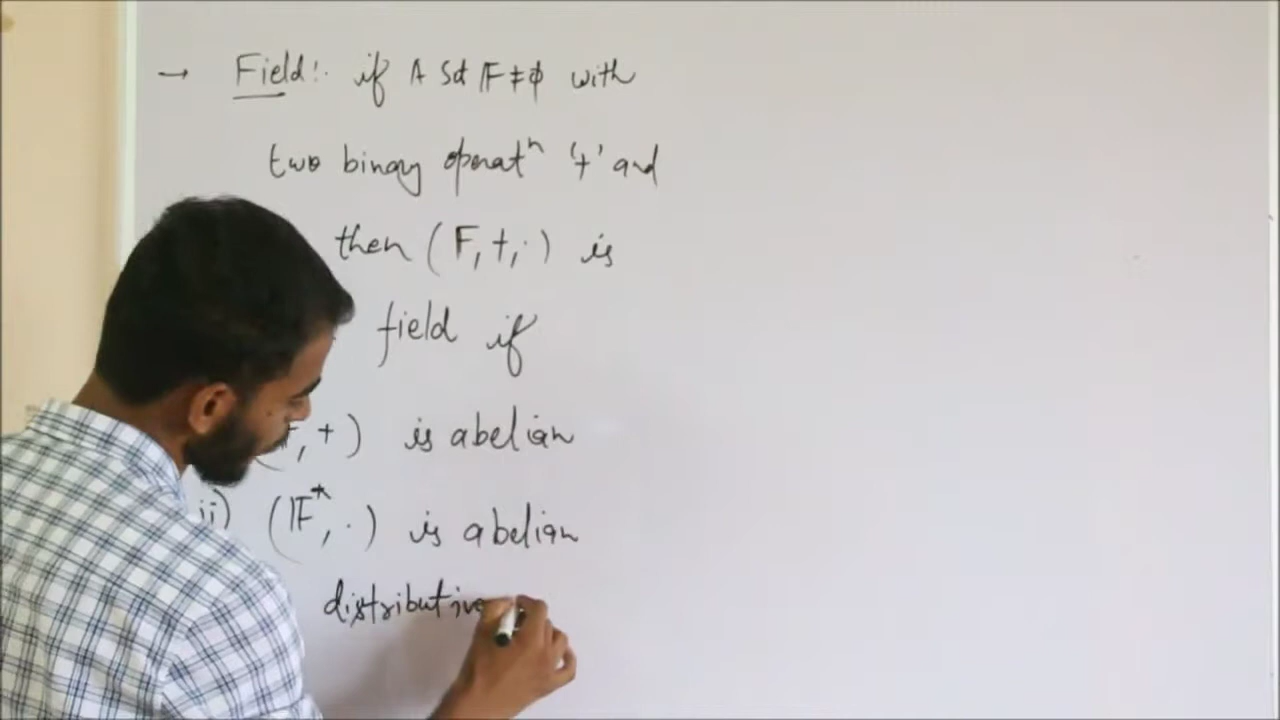 → Field:- if A Set F ≠ ϕ with
two binary operatⁿ '+' and
then (F, +, ·) is
field if
(F, +) is abelian
ii) (F*, ·) is abelian
distributive